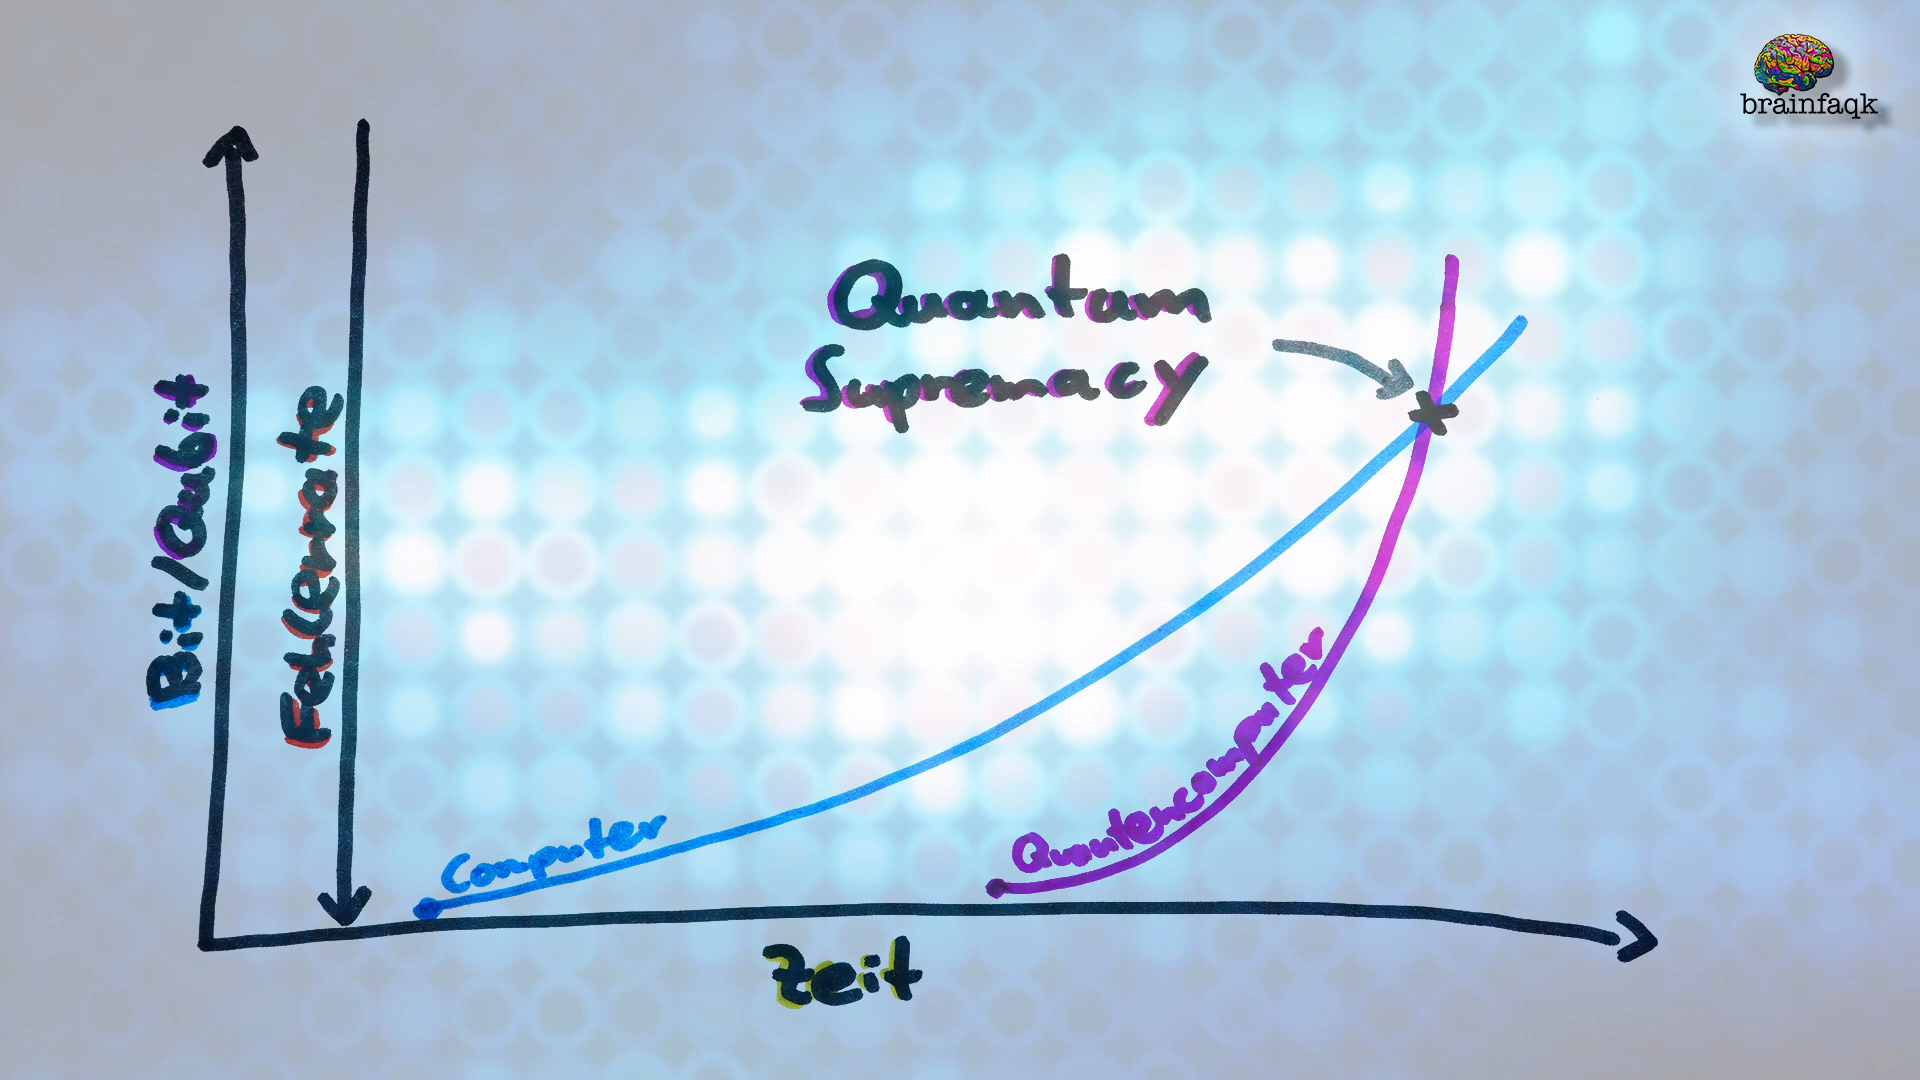 brainfaqk
Quantum
Supremacy
Bit/Qubit
Fehlerrate
Computer
Quantencomputer
Zeit